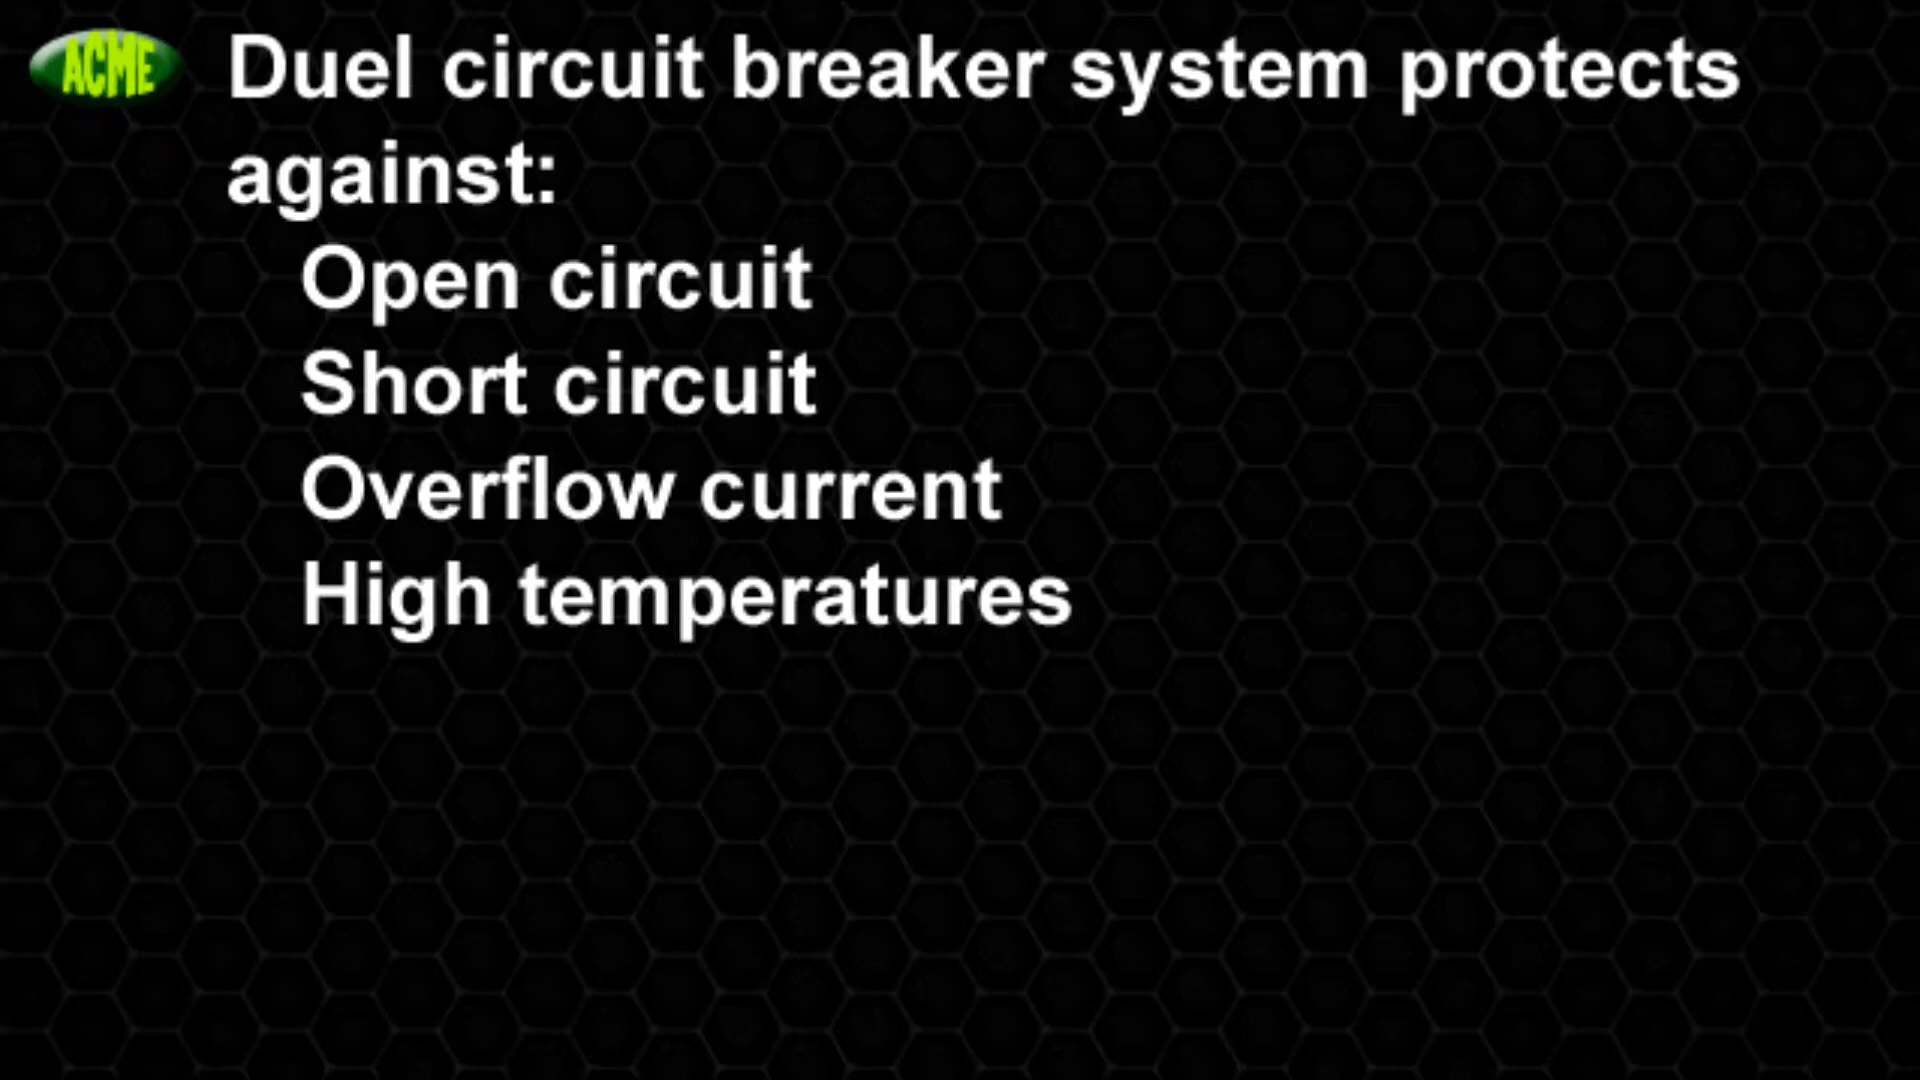 ACME
Duel circuit breaker system protects
against:
Open circuit
Short circuit
Overflow current
High temperatures